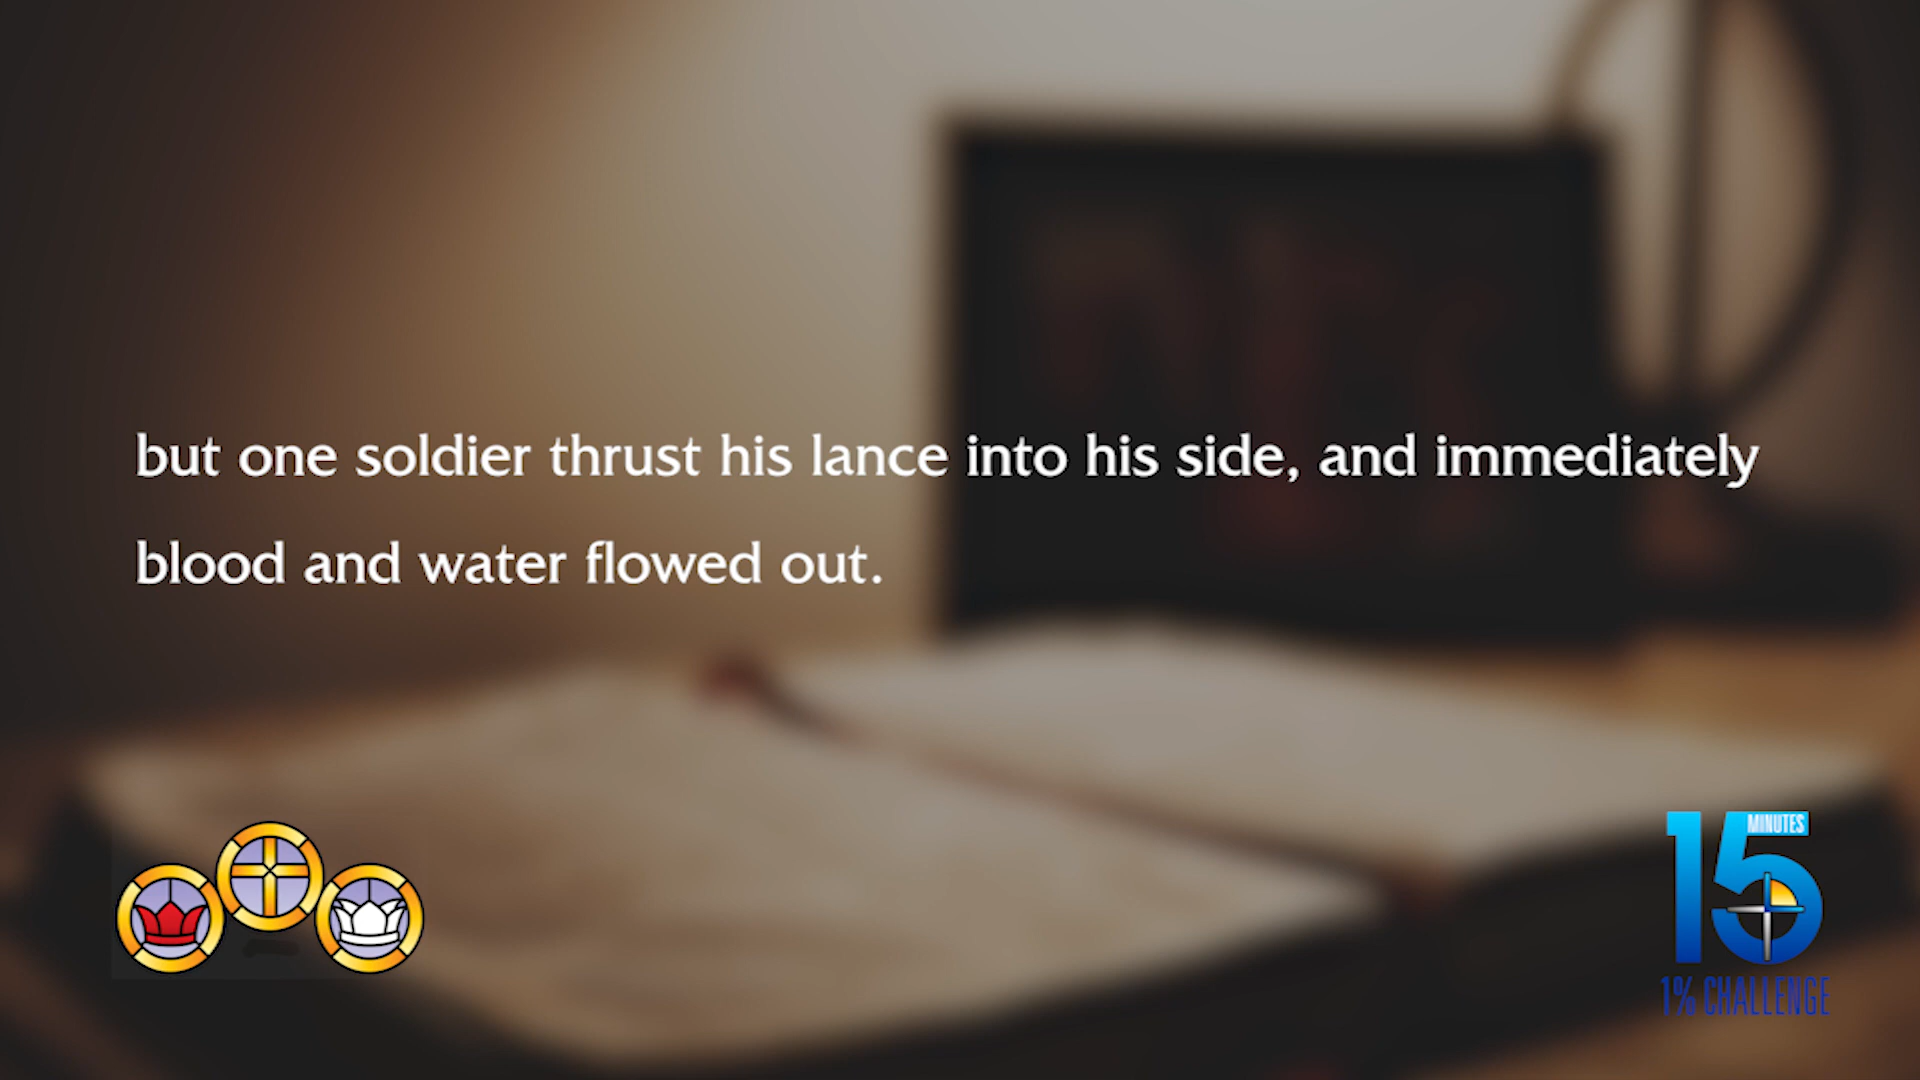 but one soldier thrust his lance into his side, and immediately
blood and water flowed out.
15
MINUTES
1% CHALLENGE